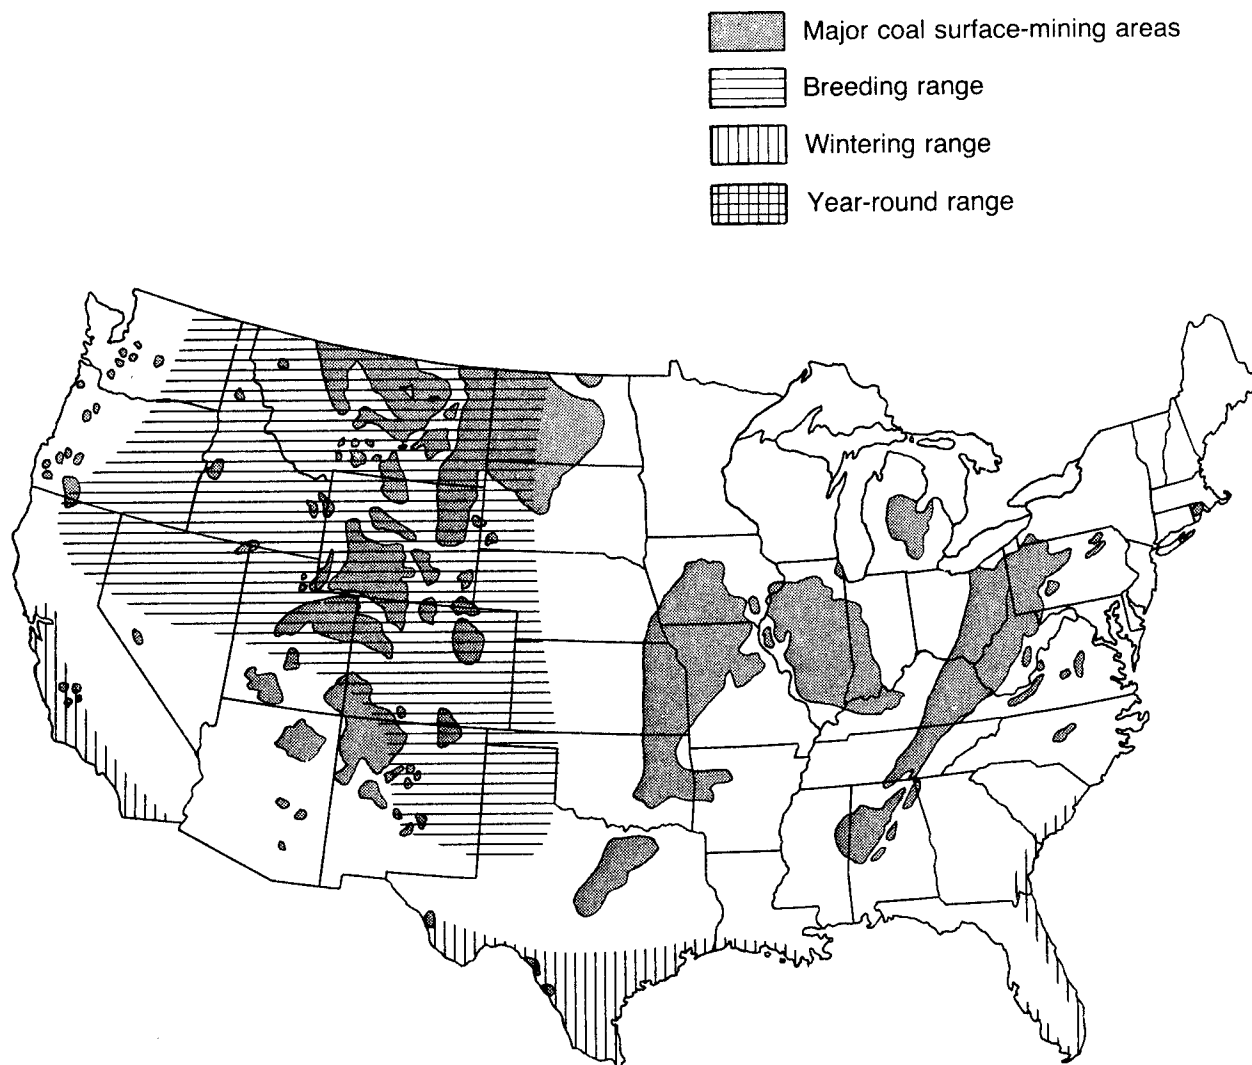 Major coal surface-mining areas
Breeding range
Wintering range
Year-round range